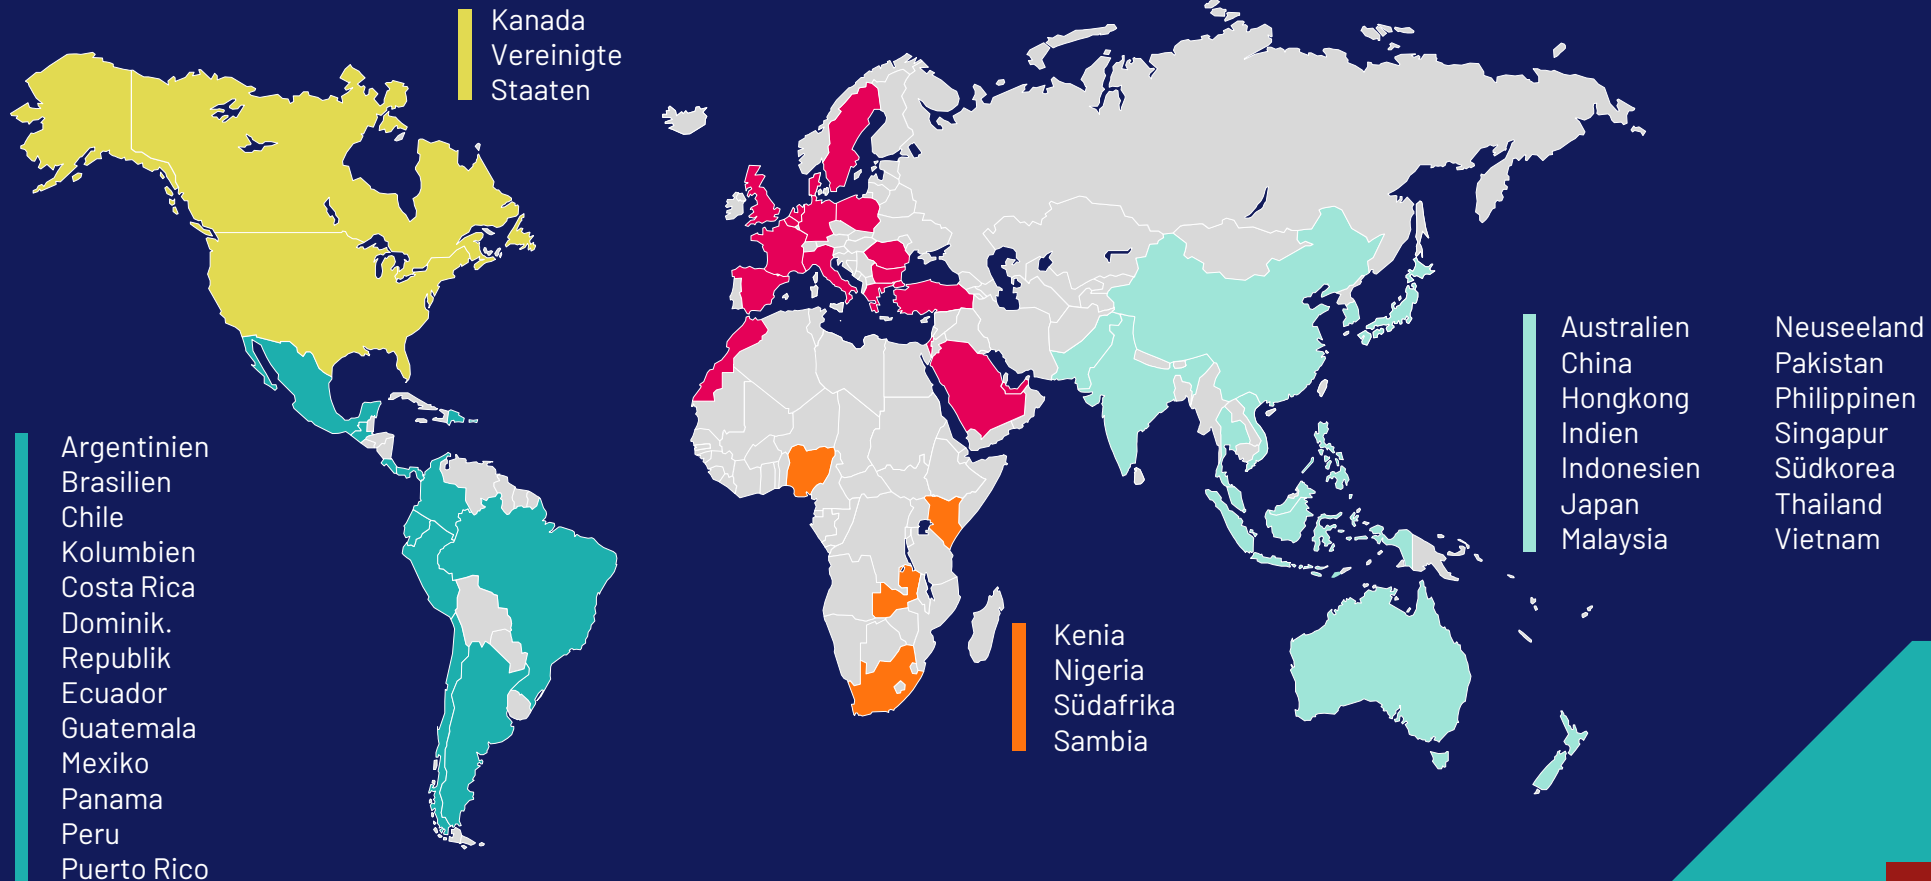 Kanada
Vereinigte
Staaten
Argentinien
Brasilien
Chile
Kolumbien
Costa Rica
Dominik.
Republik
Ecuador
Guatemala
Mexiko
Panama
Peru
Puerto Rico
Kenia
Nigeria
Südafrika
Sambia
Australien
China
Hongkong
Indien
Indonesien
Japan
Malaysia
Neuseeland
Pakistan
Philippinen
Singapur
Südkorea
Thailand
Vietnam